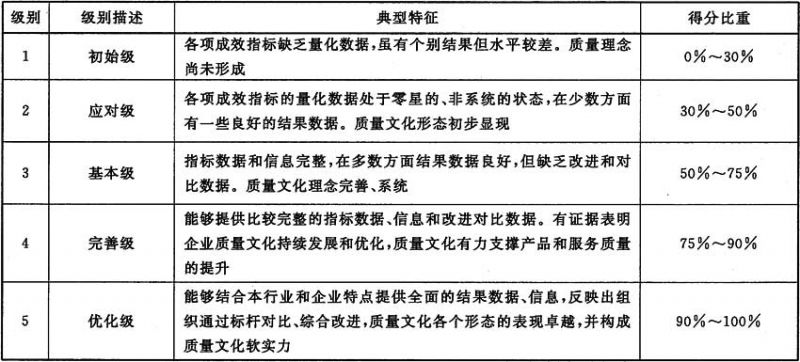 级别 级别描述 典型特征 得分比重
1 初始级 各项成效指标缺乏量化数据,虽有个别结果但水平较差。质量理念 0%～30%
尚未形成
2 应对级 各项成效指标的量化数据处于零星的、非系统的状态,在少数方面 30%～50%
有一些良好的结果数据。质量文化形态初步显现
3 基本级 指标数据和信息完整,在多数方面结果数据良好,但缺乏改进和对 50%～75%
比数据。质量文化理念完善、系统
4 完善级 能够提供比较完整的指标数据、信息和改进对比数据。有证据表明 75%～90%
企业质量文化持续发展和优化,质量文化有力支撑产品和服务质量
的提升
5 优化级 能够结合本行业和企业特点提供全面的结果数据、信息,反映出组 90%～100%
织通过标杆对比、综合改进,质量文化各个形态的表现卓越,并构成
质量文化软实力